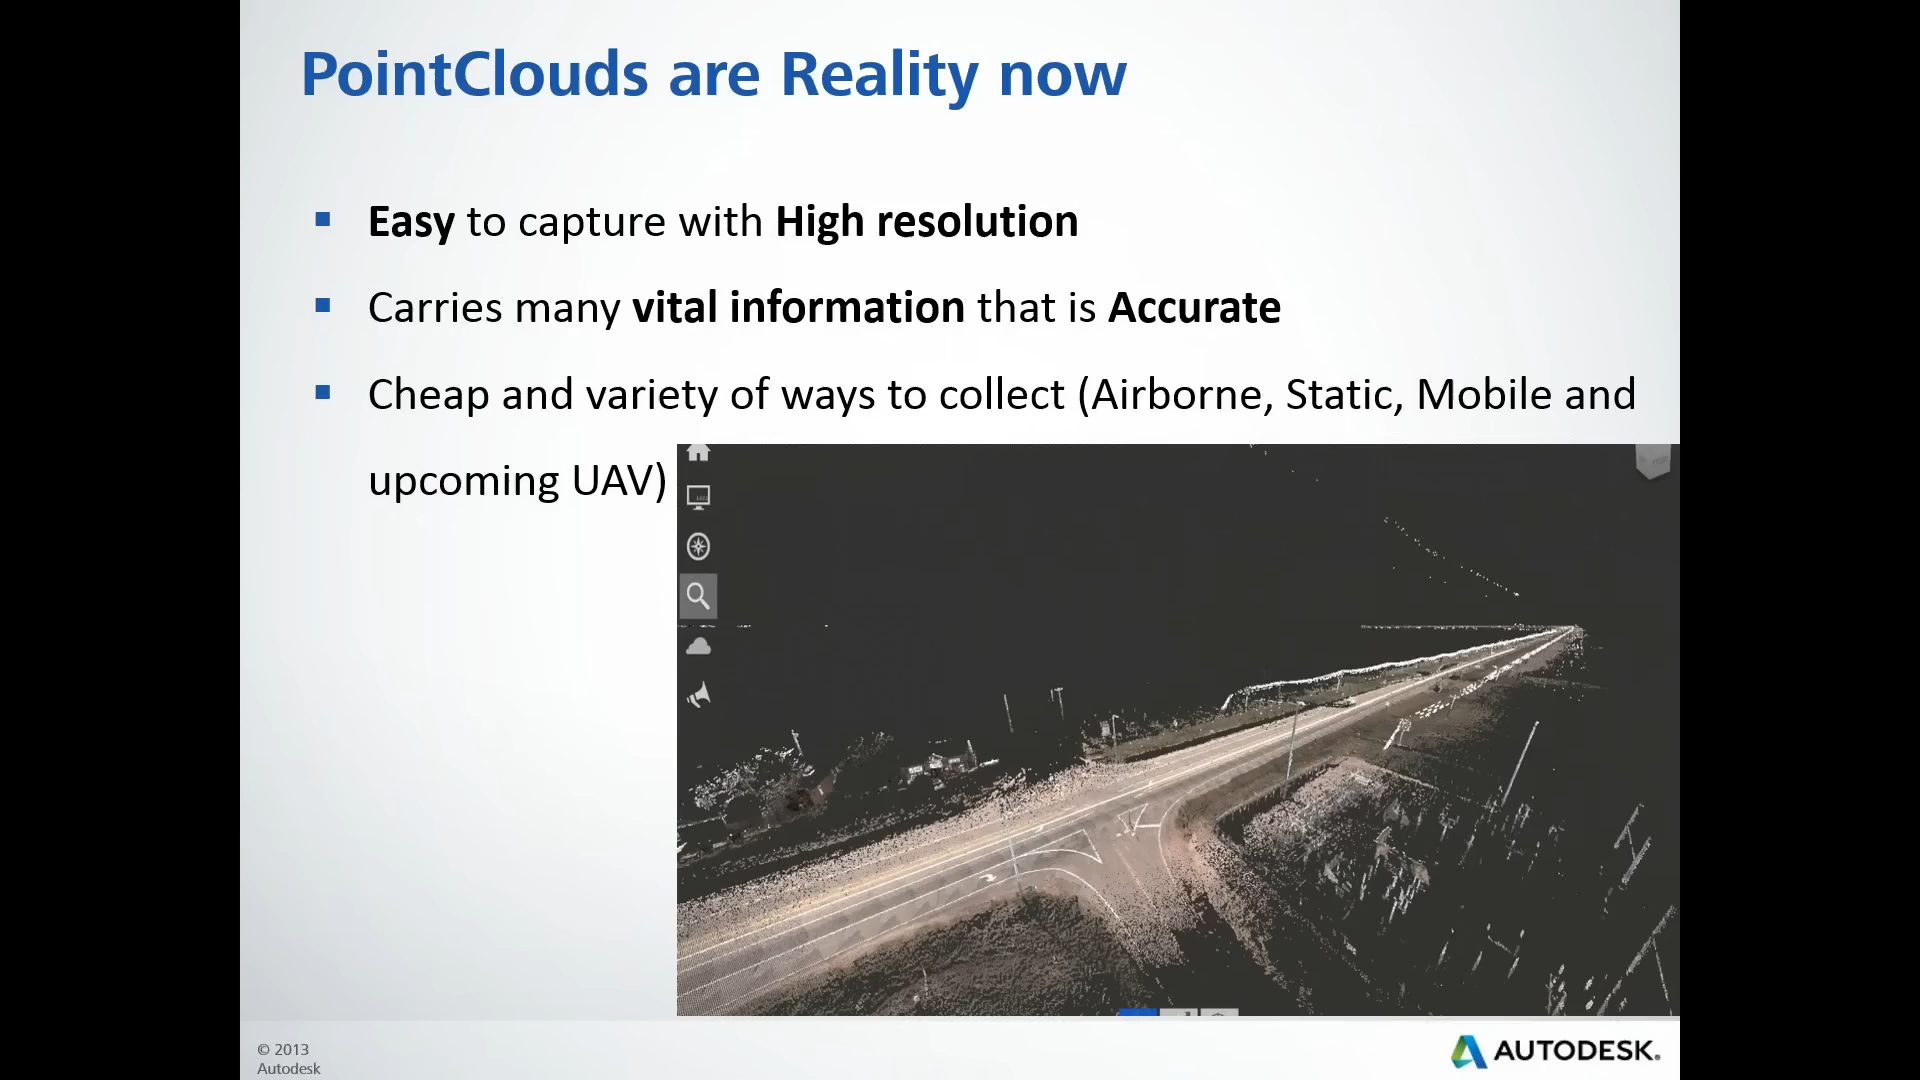 PointClouds are Reality now
Easy to capture with High resolution
Carries many vital information that is Accurate
Cheap and variety of ways to collect (Airborne, Static, Mobile and
upcoming UAV)
© 2013
Autodesk
AUTODESK.